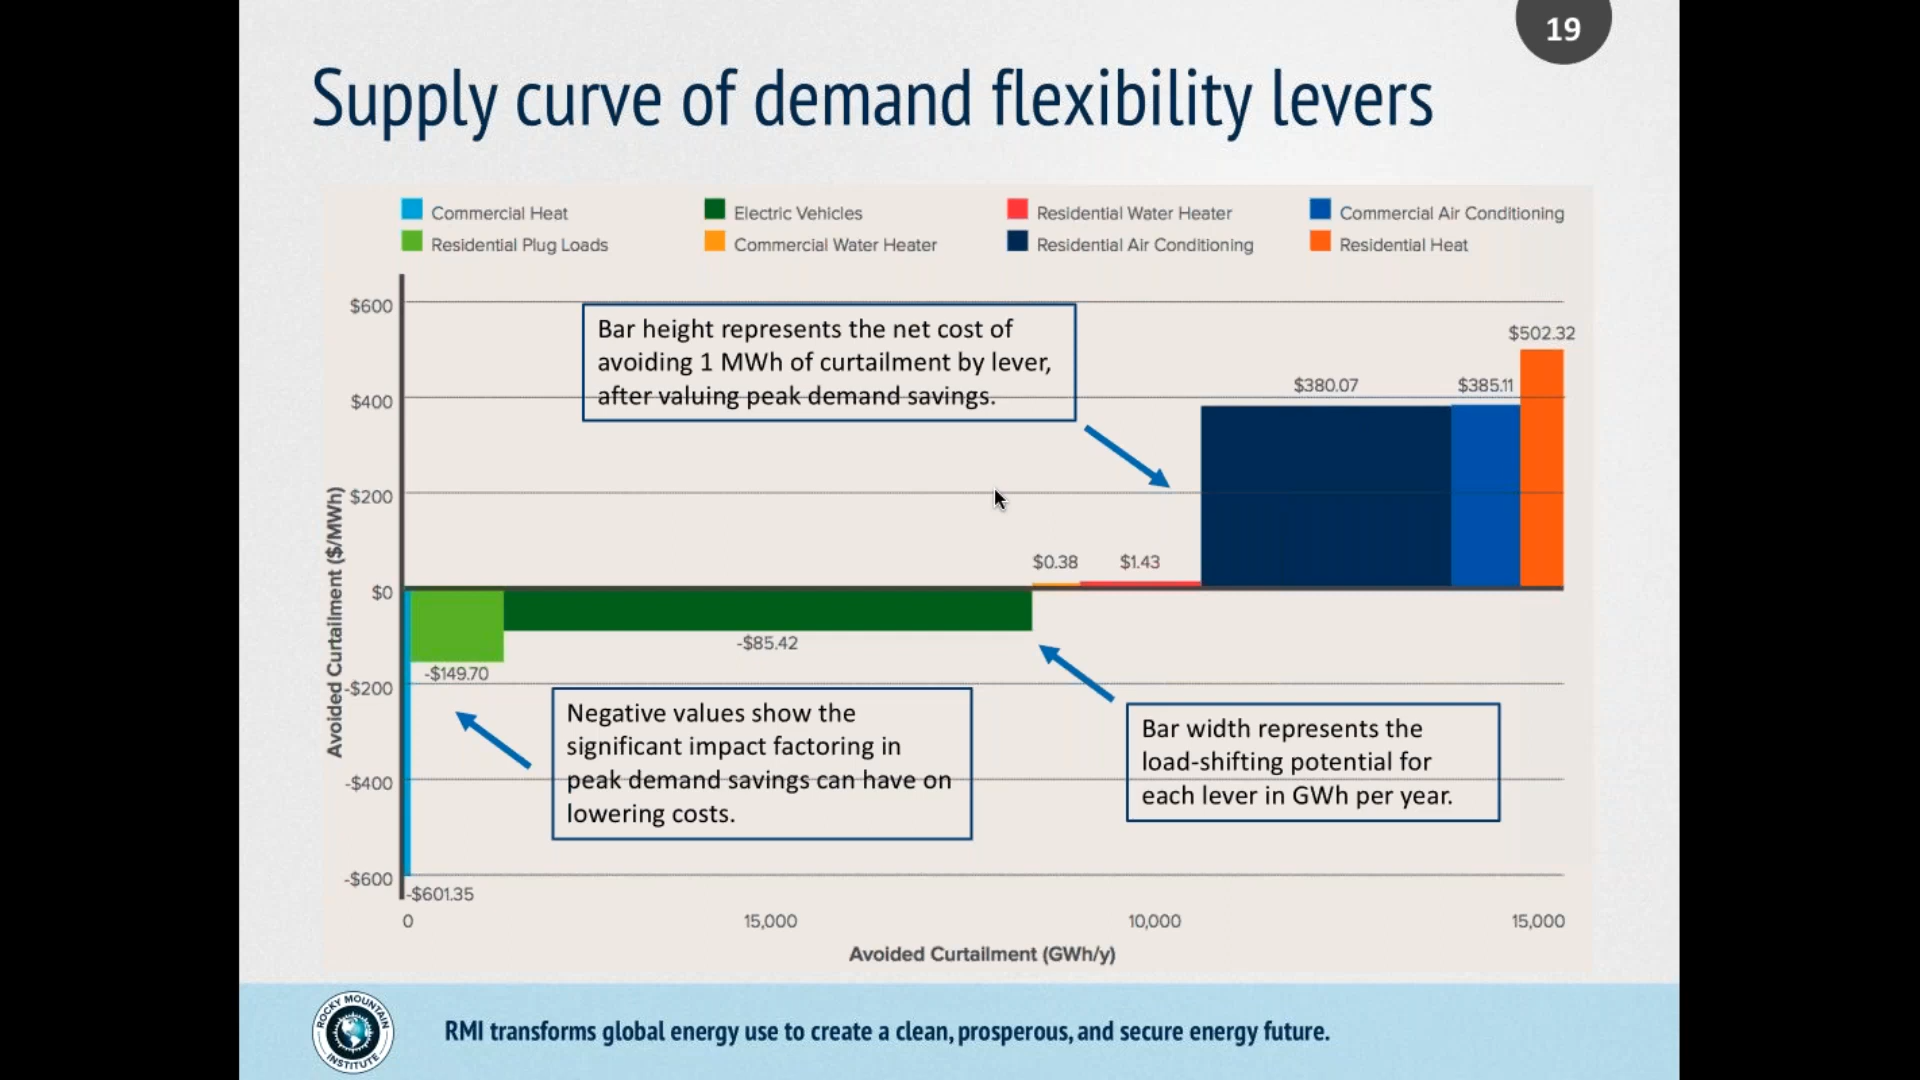 19
Supply curve of demand flexibility levers
Commercial Heat
Electric Vehicles
Residential Water Heater
Commercial Air Conditioning
Residential Plug Loads
Commercial Water Heater
Residential Air Conditioning
Residential Heat
Avoided Curtailment ($/MWh)
$600
$400
$200
$0
-$200
-$400
-$600
Bar height represents the net cost of
avoiding 1 MWh of curtailment by lever,
after valuing peak demand savings.
$502.32
$380.07
$385.11
$0.38
$1.43
-$85.42
-$149.70
-$601.35
Negative values show the
significant impact factoring in
peak demand savings can have on
lowering costs.
Bar width represents the
load-shifting potential for
each lever in GWh per year.
0
15,000
10,000
15,000
Avoided Curtailment (GWh/y)
ROCKY MOUNTAIN
INSTITUTE
RMI transforms global energy use to create a clean, prosperous, and secure energy future.